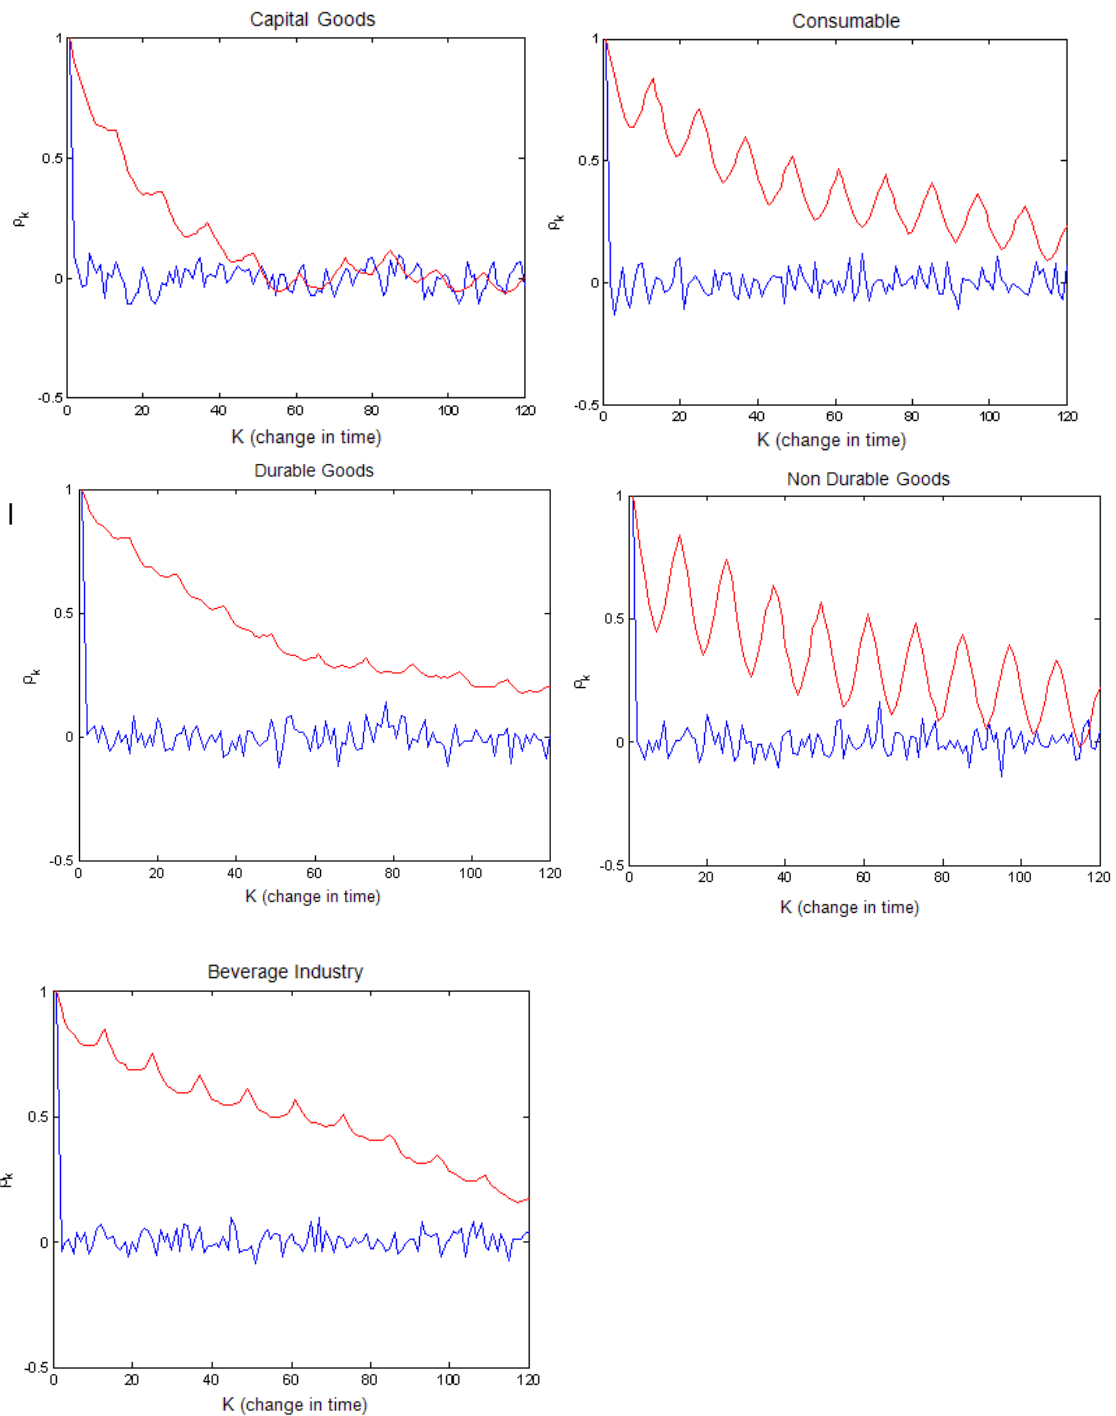 Capital Goods
1
0.5
0
-0.5
ρk
0 20 40 60 80 100 120
K (change in time)
Consumable
1
0.5
0
-0.5
ρk
0 20 40 60 80 100 120
K (change in time)
Durable Goods
1
0.5
0
-0.5
ρk
0 20 40 60 80 100 120
K (change in time)
Non Durable Goods
1
0.5
0
-0.5
ρk
0 20 40 60 80 100 120
K (change in time)
Beverage Industry
1
0.5
0
-0.5
ρk
0 20 40 60 80 100 120
K (change in time)